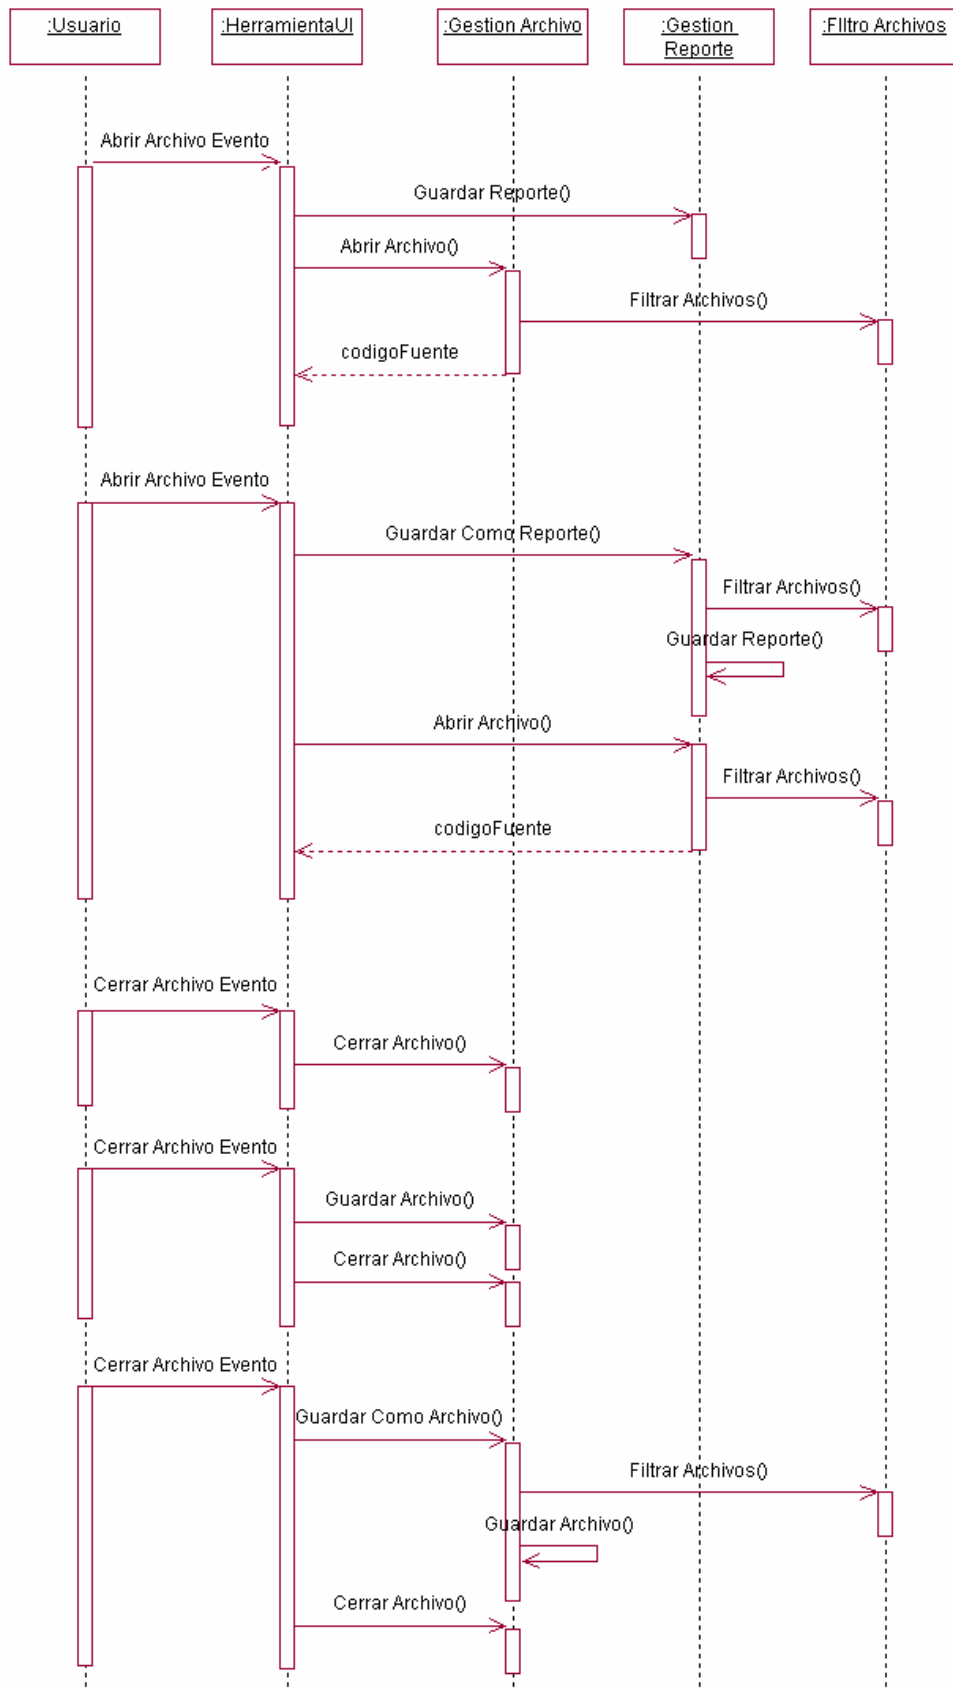 :Usuario
:HerramientaUI
:Gestion Archivo
:Gestion
Reporte
:FIltro Archivos
Abrir Archivo Evento
Guardar Reporte()
Abrir Archivo()
Filtrar Archivos()
codigoFuente
Abrir Archivo Evento
Guardar Como Reporte()
Filtrar Archivos()
Guardar Reporte()
Abrir Archivo()
Filtrar Archivos()
codigoFuente
Cerrar Archivo Evento
Cerrar Archivo()
Cerrar Archivo Evento
Guardar Archivo()
Cerrar Archivo()
Cerrar Archivo Evento
Guardar Como Archivo()
Filtrar Archivos()
Guardar Archivo()
Cerrar Archivo()